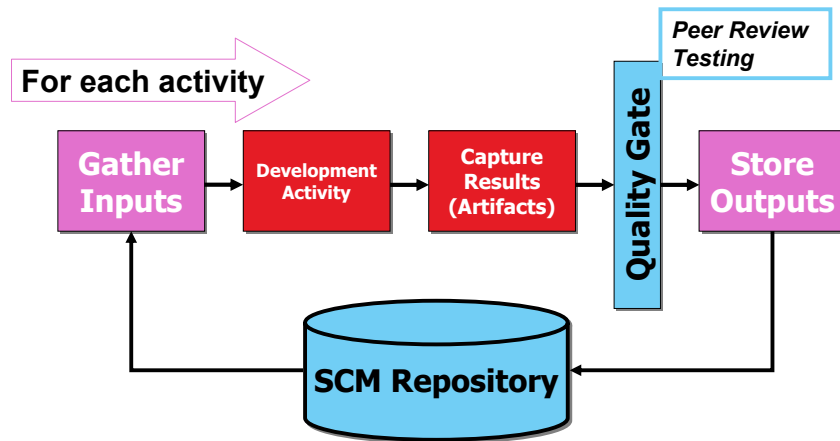 Peer Review
Testing
For each activity
Gather
Inputs
Development
Activity
Capture
Results
(Artifacts)
Quality Gate
Store
Outputs
SCM Repository